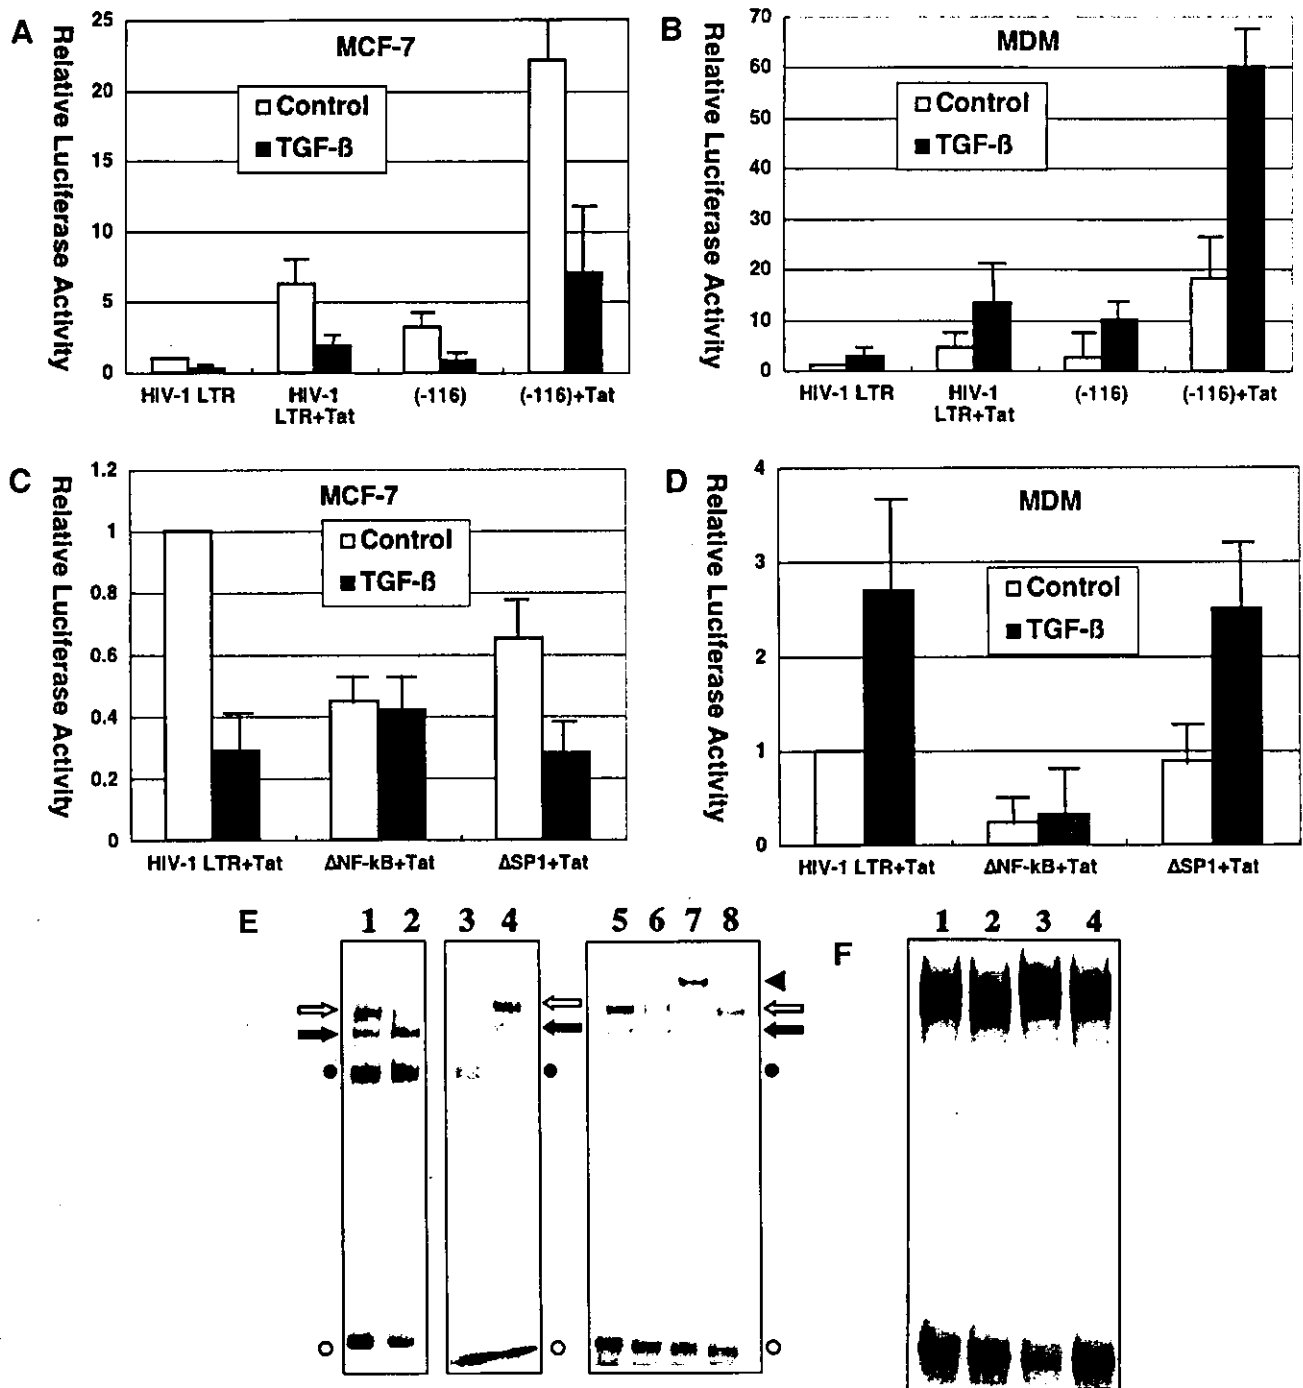 A
Relative Luciferase Activity
25
20
15
10
5
0
MCF-7
Control
TGF-ß
HIV-1 LTR
HIV-1
LTR+Tat
(-116)
(-116)+Tat
B
Relative Luciferase Activity
70
60
50
40
30
20
10
0
MDM
Control
TGF-ß
HIV-1 LTR
HIV-1
LTR+Tat
(-116)
(-116)+Tat
C
Relative Luciferase Activity
1.2
1
0.8
0.6
0.4
0.2
0
MCF-7
Control
TGF-ß
HIV-1 LTR+Tat
ΔNF-kB+Tat
ΔSP1+Tat
D
Relative Luciferase Activity
4
3
2
1
0
MDM
Control
TGF-ß
HIV-1 LTR+Tat
ΔNF-kB+Tat
ΔSP1+Tat
E
1 2 3 4 5 6 7 8
F
1 2 3 4